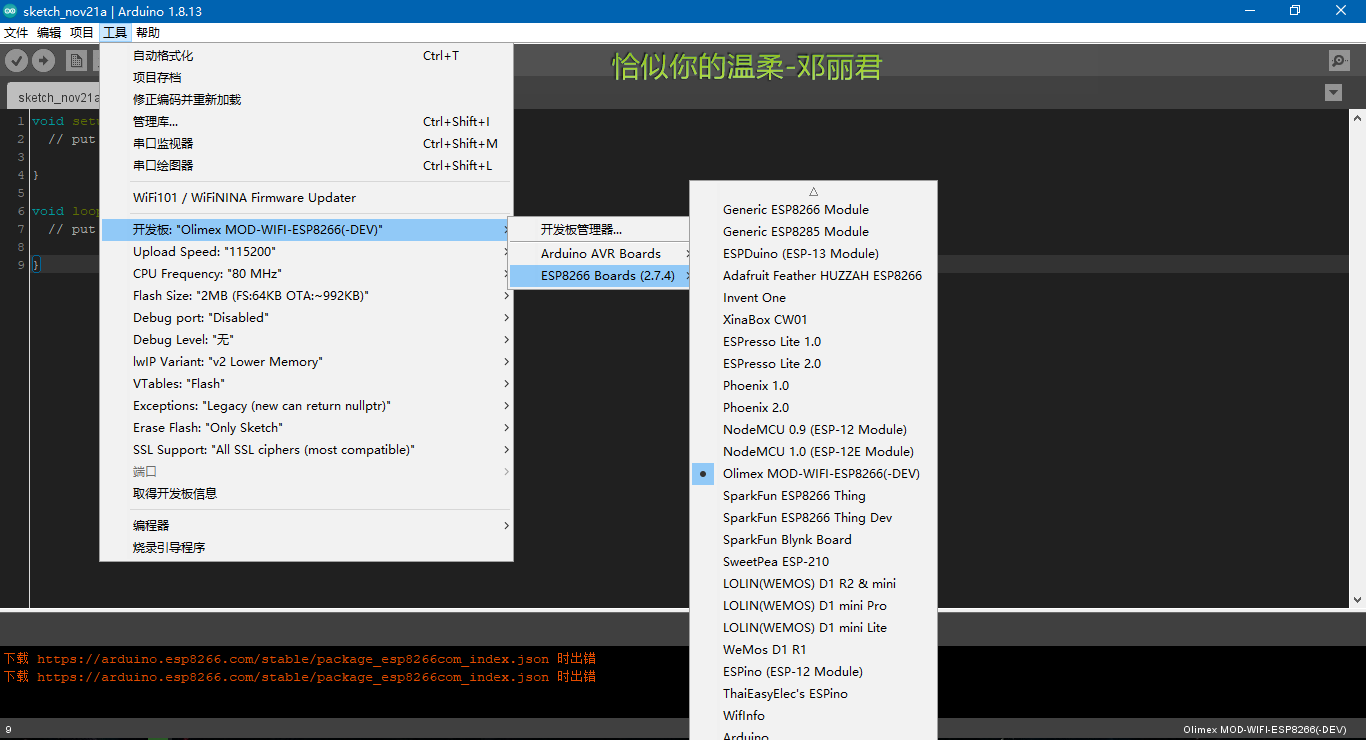 sketch_nov21a | Arduino 1.8.13
文件 编辑 项目 工具 帮助
恰似你的温柔-邓丽君
sketch_nov21a
1 void setu
2 // put
3
4 }
5
6 void loop
7 // put
8
9 }
自动格式化 Ctrl+T
项目存档
修正编码并重新加载
管理库... Ctrl+Shift+I
串口监视器 Ctrl+Shift+M
串口绘图器 Ctrl+Shift+L
WiFi101 / WiFiNINA Firmware Updater
开发板: "Olimex MOD-WIFI-ESP8266(-DEV)"
Upload Speed: "115200"
CPU Frequency: "80 MHz"
Flash Size: "2MB (FS:64KB OTA:~992KB)"
Debug port: "Disabled"
Debug Level: "无"
lwIP Variant: "v2 Lower Memory"
VTables: "Flash"
Exceptions: "Legacy (new can return nullptr)"
Erase Flash: "Only Sketch"
SSL Support: "All SSL ciphers (most compatible)"
端口
取得开发板信息
编程器
烧录引导程序
开发板管理器...
Arduino AVR Boards
ESP8266 Boards (2.7.4)
Generic ESP8266 Module
Generic ESP8285 Module
ESPDuino (ESP-13 Module)
Adafruit Feather HUZZAH ESP8266
Invent One
XinaBox CW01
ESPresso Lite 1.0
ESPresso Lite 2.0
Phoenix 1.0
Phoenix 2.0
NodeMCU 0.9 (ESP-12 Module)
NodeMCU 1.0 (ESP-12E Module)
Olimex MOD-WIFI-ESP8266(-DEV)
SparkFun ESP8266 Thing
SparkFun ESP8266 Thing Dev
SparkFun Blynk Board
SweetPea ESP-210
LOLIN(WEMOS) D1 R2 & mini
LOLIN(WEMOS) D1 mini Pro
LOLIN(WEMOS) D1 mini Lite
WeMos D1 R1
ESPino (ESP-12 Module)
ThaiEasyElec's ESPino
WifInfo
Arduino
下载 https://arduino.esp8266.com/stable/package_esp8266com_index.json 时出错
下载 https://arduino.esp8266.com/stable/package_esp8266com_index.json 时出错
9 Olimex MOD-WIFI-ESP8266(-DEV)